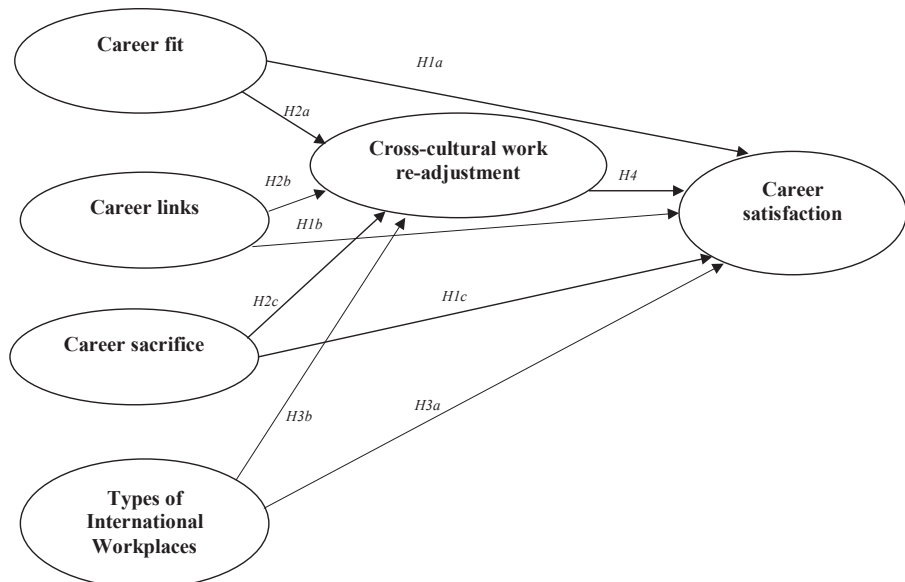 Career fit
H1a
H2a
Cross-cultural work
re-adjustment
H2b
H4
Career links
Career
satisfaction
H1b
H2c
H1c
Career sacrifice
H3b
H3a
Types of
International
Workplaces